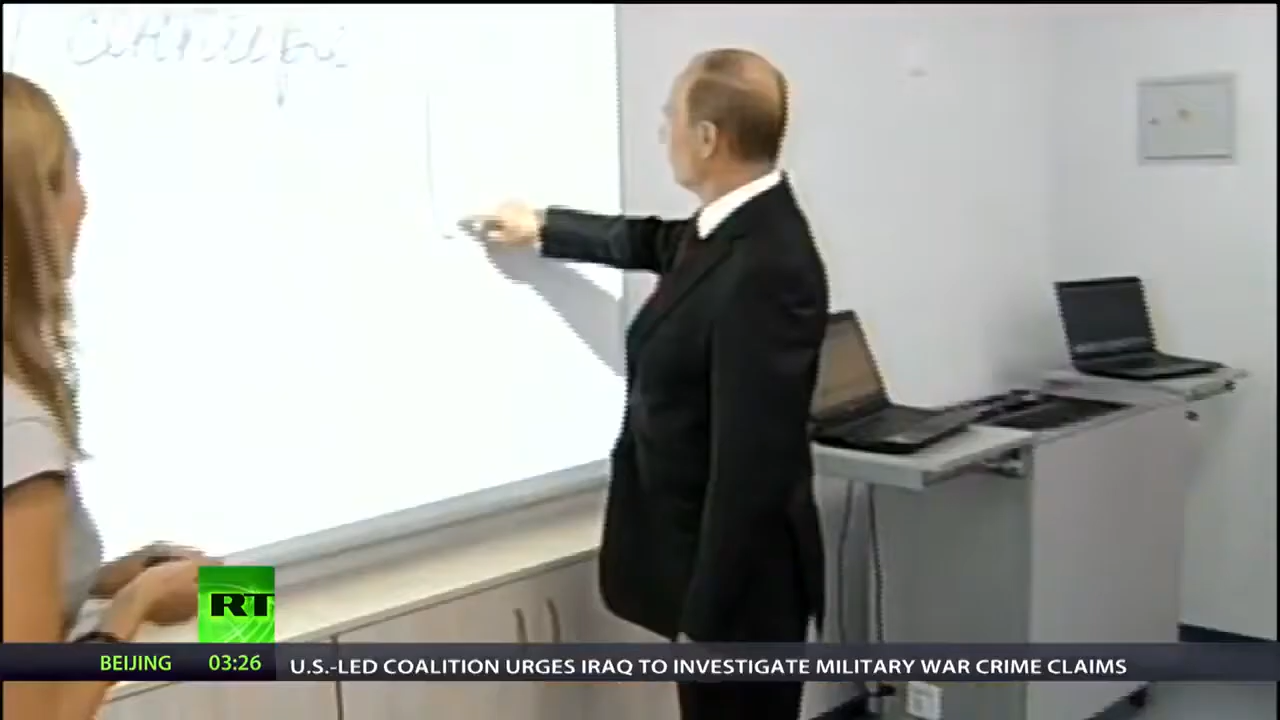 RT
BEIJING 03:26 U.S.-LED COALITION URGES IRAQ TO INVESTIGATE MILITARY WAR CRIME CLAIMS